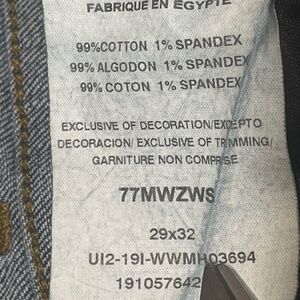 FABRIQUE EN EGYPTE
99%COTTON 1% SPANDEX
99% ALGODON 1% SPANDEX
99% COTON 1% SPANDEX
EXCLUSIVE OF DECORATION/EXCEPTO
DECORACION/ EXCLUSIVE OF TRIMMING/
GARNITURE NON COMPRISE
77MWZWS
29x32
UI2-19I-WWMH03694
191057642